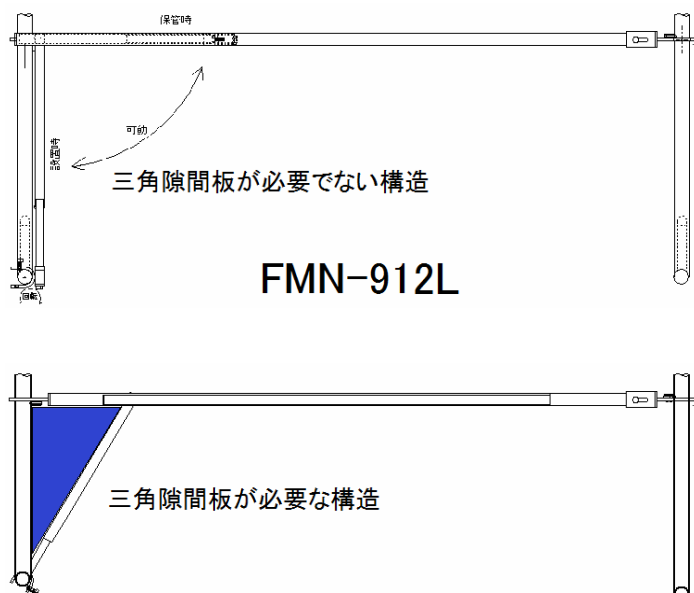 保管時
可動
設置時
三角隙間板が必要でない構造
FMN-912L
回転
三角隙間板が必要な構造